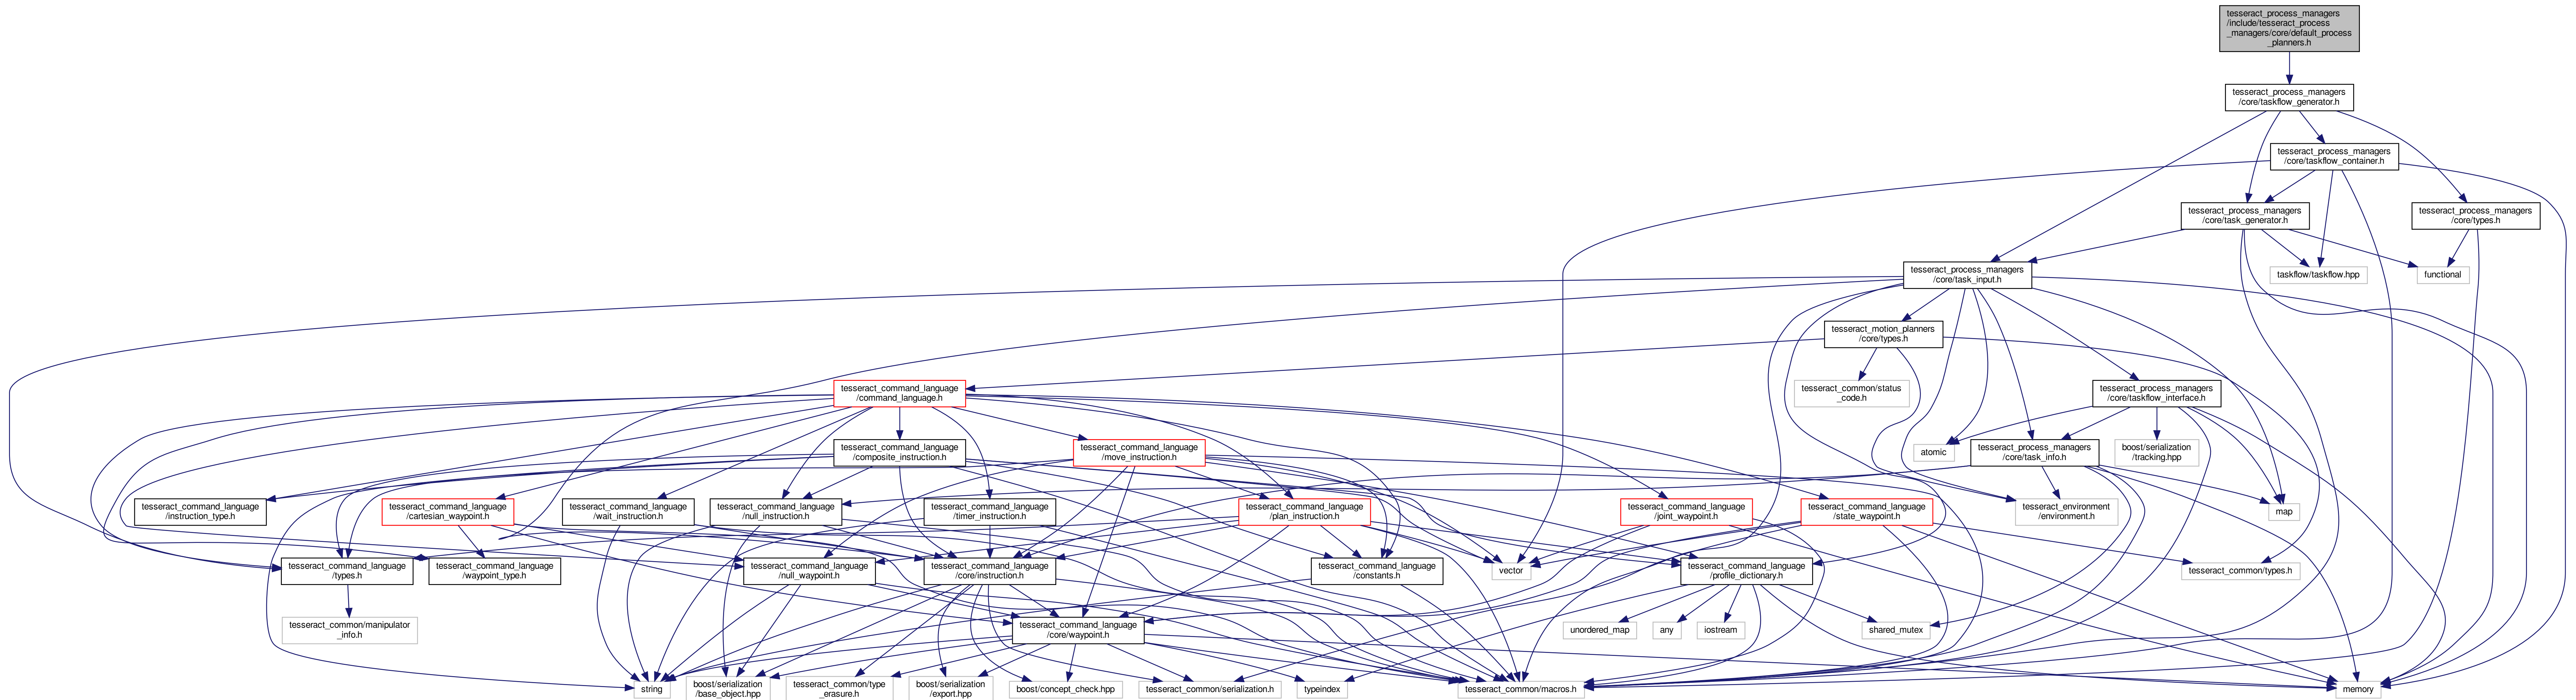 tesseract_process_managers
/include/tesseract_process
_managers/core/default_process
_planners.h
tesseract_process_managers
/core/taskflow_generator.h
tesseract_process_managers
/core/taskflow_container.h
tesseract_process_managers
/core/task_generator.h
tesseract_process_managers
/core/types.h
tesseract_process_managers
/core/task_input.h
taskflow/taskflow.hpp
functional
tesseract_motion_planners
/core/types.h
tesseract_command_language
/command_language.h
tesseract_common/status
_code.h
tesseract_process_managers
/core/taskflow_interface.h
tesseract_command_language
/composite_instruction.h
tesseract_command_language
/move_instruction.h
atomic
tesseract_process_managers
/core/task_info.h
boost/serialization
/tracking.hpp
tesseract_command_language
/instruction_type.h
tesseract_command_language
/cartesian_waypoint.h
tesseract_command_language
/wait_instruction.h
tesseract_command_language
/null_instruction.h
tesseract_command_language
/timer_instruction.h
tesseract_command_language
/plan_instruction.h
tesseract_command_language
/joint_waypoint.h
tesseract_command_language
/state_waypoint.h
tesseract_environment
/environment.h
map
tesseract_command_language
/types.h
tesseract_command_language
/waypoint_type.h
tesseract_command_language
/null_waypoint.h
tesseract_command_language
/core/instruction.h
tesseract_command_language
/constants.h
vector
tesseract_command_language
/profile_dictionary.h
tesseract_common/types.h
tesseract_common/manipulator
_info.h
tesseract_command_language
/core/waypoint.h
unordered_map
any
iostream
shared_mutex
string
boost/serialization
/base_object.hpp
tesseract_common/type
_erasure.h
boost/serialization
/export.hpp
boost/concept_check.hpp
tesseract_common/serialization.h
typeindex
tesseract_common/macros.h
memory